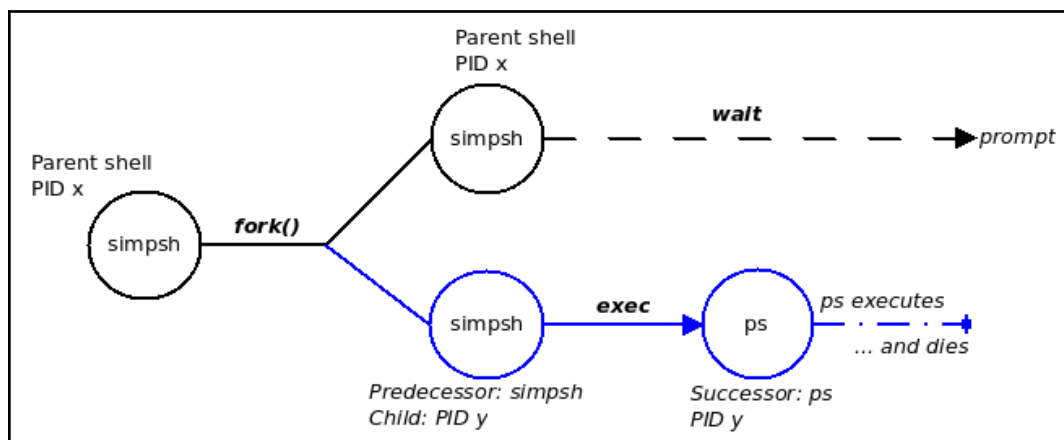 Parent shell
PID x
simpsh
wait
prompt
Parent shell
PID x
simpsh
fork()
simpsh
exec
ps
ps executes
... and dies
Predecessor: simpsh
Child: PID y
Successor: ps
PID y